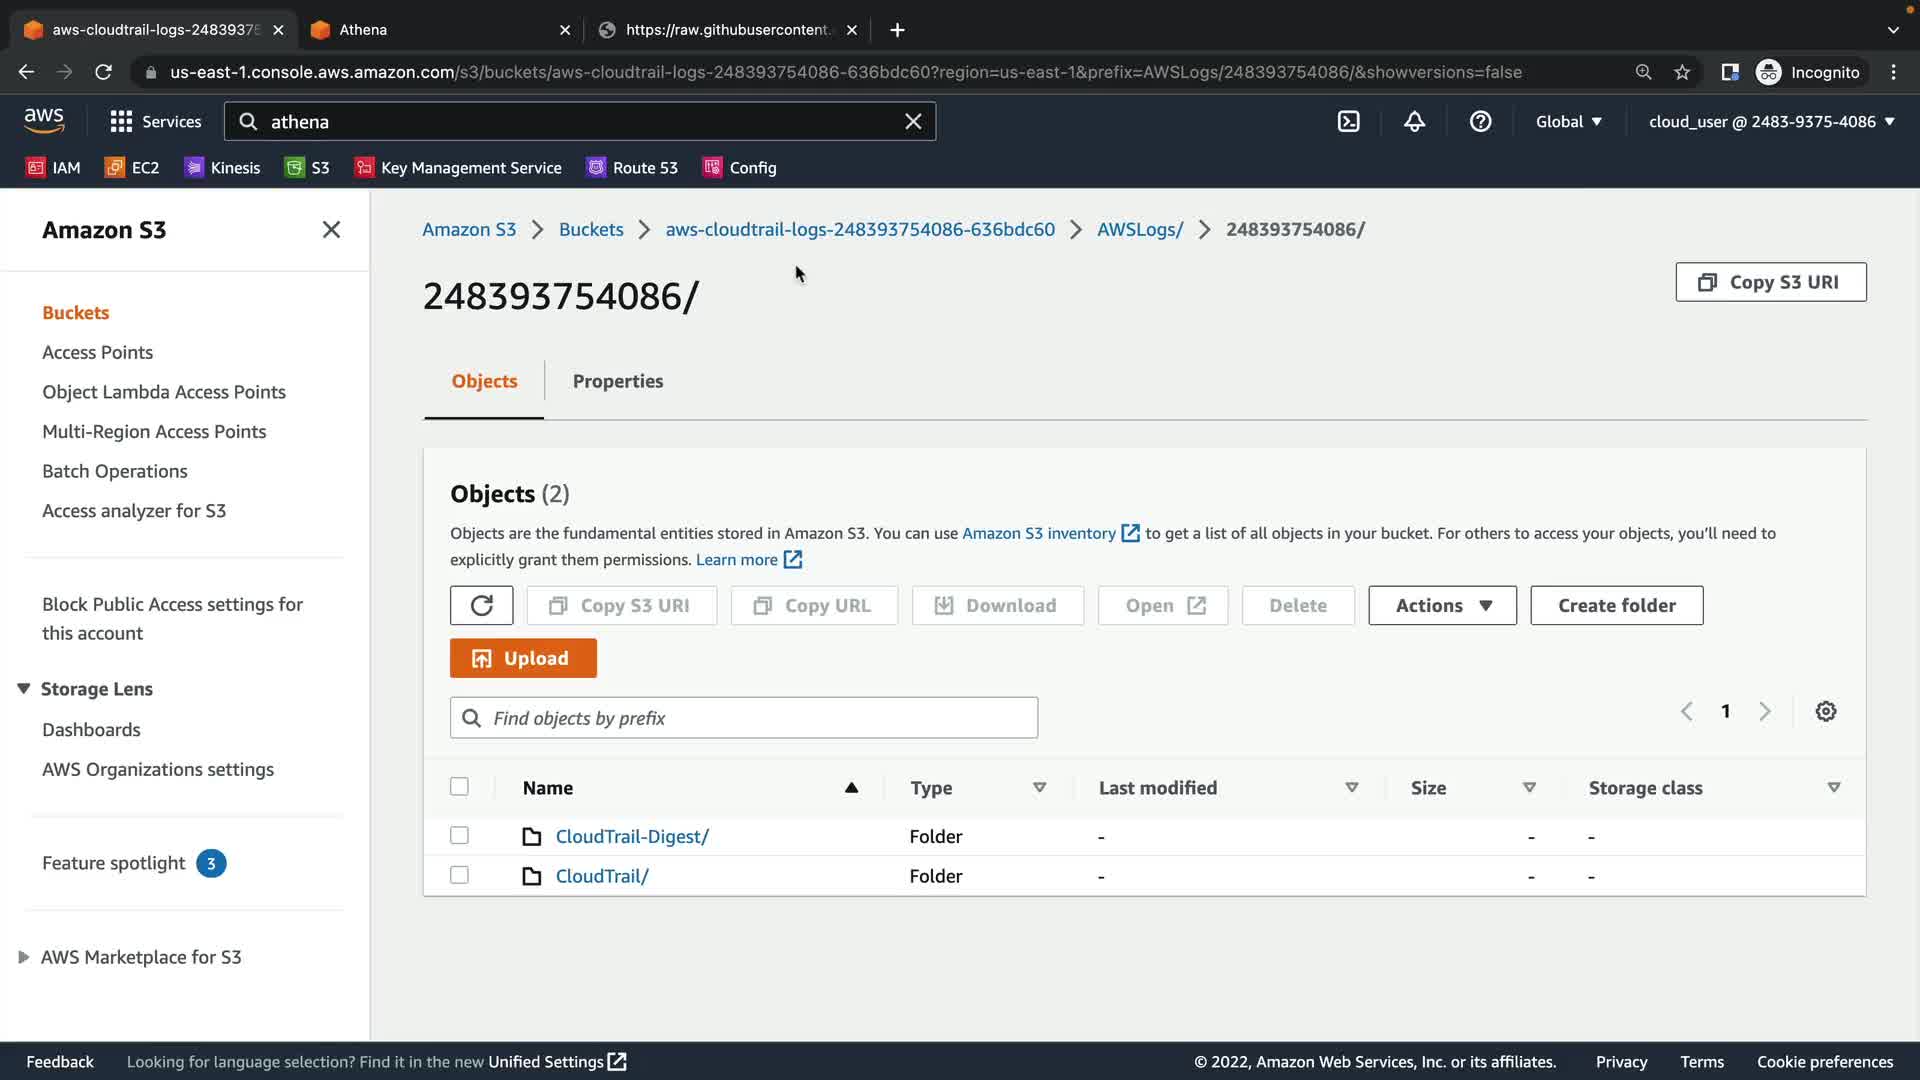 aws-cloudtrail-logs-24839375
Athena
https://raw.githubusercontent.
us-east-1.console.aws.amazon.com/s3/buckets/aws-cloudtrail-logs-248393754086-636bdc60?region=us-east-1&prefix=AWSLogs/248393754086/&showversions=false
Incognito
aws
Services
athena
Global
cloud_user @ 2483-9375-4086
IAM
EC2
Kinesis
S3
Key Management Service
Route 53
Config
Amazon S3
Buckets
Access Points
Object Lambda Access Points
Multi-Region Access Points
Batch Operations
Access analyzer for S3
Block Public Access settings for
this account
Storage Lens
Dashboards
AWS Organizations settings
Feature spotlight 3
AWS Marketplace for S3
Amazon S3 > Buckets > aws-cloudtrail-logs-248393754086-636bdc60 > AWSLogs/ > 248393754086/
248393754086/
Copy S3 URI
Objects
Properties
Objects (2)
Objects are the fundamental entities stored in Amazon S3. You can use Amazon S3 inventory to get a list of all objects in your bucket. For others to access your objects, you'll need to
explicitly grant them permissions. Learn more
Copy S3 URI
Copy URL
Download
Open
Delete
Actions
Create folder
Upload
Find objects by prefix
1
Name Type Last modified Size Storage class
CloudTrail-Digest/ Folder - - -
CloudTrail/ Folder - - -
Feedback
Looking for language selection? Find it in the new Unified Settings
© 2022, Amazon Web Services, Inc. or its affiliates.
Privacy
Terms
Cookie preferences